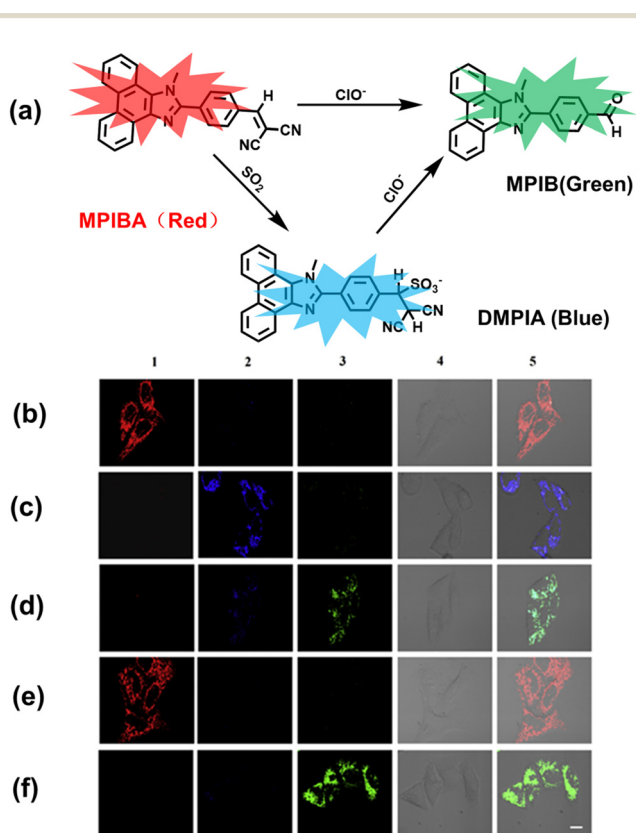 (a)
H
N
N
CN
NC
ClO-
O
N
N
H
MPIB(Green)
SO2
ClO-
MPIBA (Red)
H
N
SO3-
N
CN
NC
H
DMPIA (Blue)
1 2 3 4 5
(b)
(c)
(d)
(e)
(f)